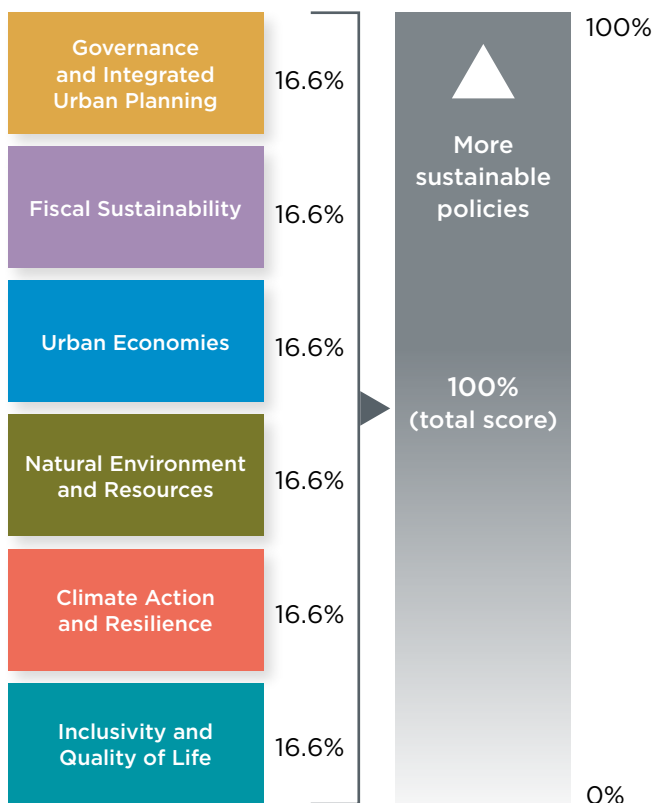 Governance
and Integrated
Urban Planning
16.6%
Fiscal Sustainability
16.6%
Urban Economies
16.6%
Natural Environment
and Resources
16.6%
Climate Action
and Resilience
16.6%
Inclusivity and
Quality of Life
16.6%
100%
More
sustainable
policies
100%
(total score)
0%